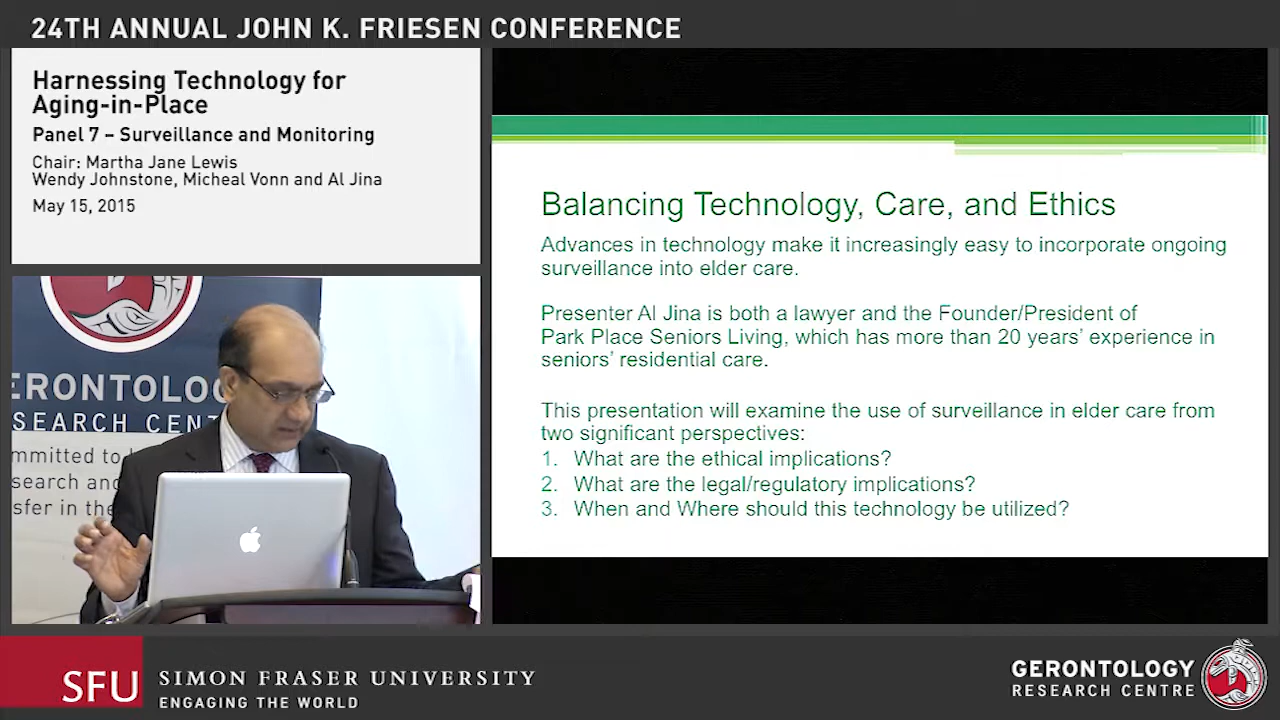 24TH ANNUAL JOHN K. FRIESEN CONFERENCE
Harnessing Technology for
Aging-in-Place
Panel 7 – Surveillance and Monitoring
Chair: Martha Jane Lewis
Wendy Johnstone, Micheal Vonn and Al Jina
May 15, 2015
Balancing Technology, Care, and Ethics
Advances in technology make it increasingly easy to incorporate ongoing
surveillance into elder care.
Presenter Al Jina is both a lawyer and the Founder/President of
Park Place Seniors Living, which has more than 20 years' experience in
seniors' residential care.
This presentation will examine the use of surveillance in elder care from
two significant perspectives:
1. What are the ethical implications?
2. What are the legal/regulatory implications?
3. When and Where should this technology be utilized?
ERONTOLO
SEARCH CENT
mmitted to
search and
sfer in the
SFU
SIMON FRASER UNIVERSITY
ENGAGING THE WORLD
GERONTOLOGY
RESEARCH CENTRE